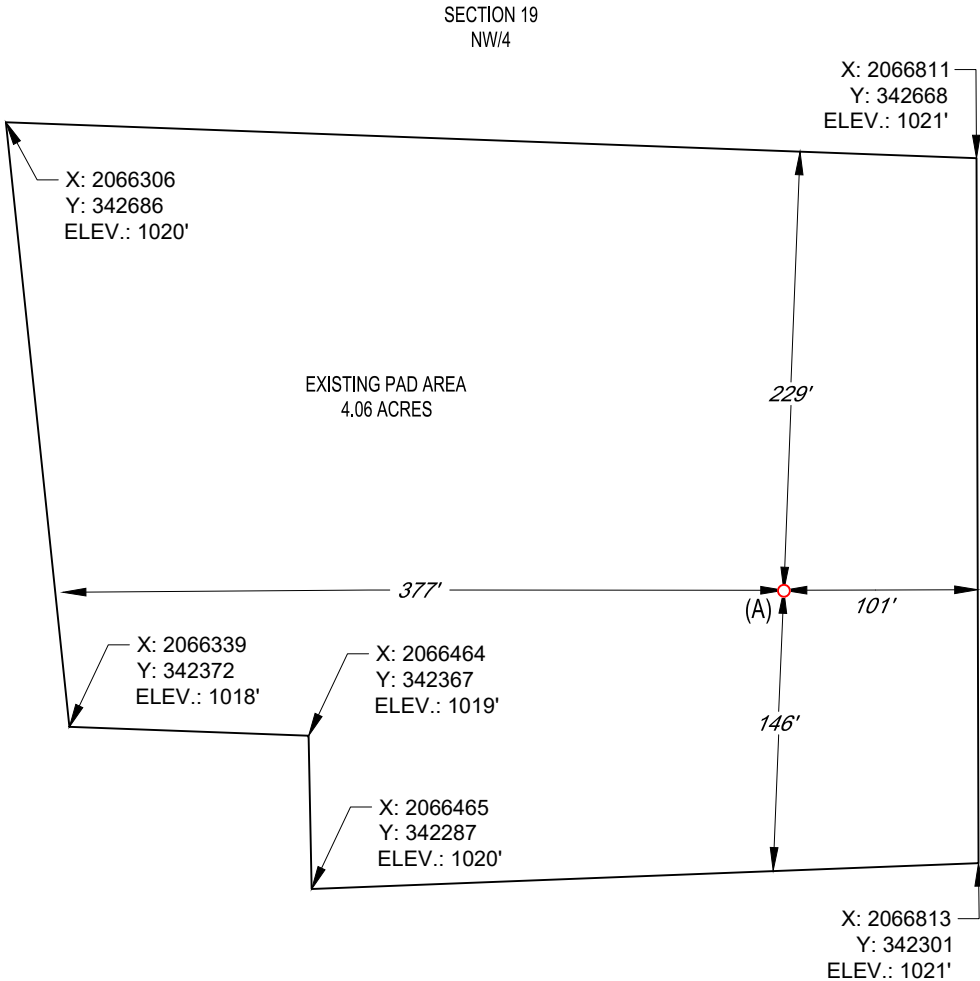 SECTION 19
NW/4
X: 2066811
Y: 342668
ELEV.: 1021'
X: 2066306
Y: 342686
ELEV.: 1020'
EXISTING PAD AREA
4.06 ACRES
229'
377'
(A)
101'
X: 2066339
Y: 342372
ELEV.: 1018'
X: 2066464
Y: 342367
ELEV.: 1019'
146'
X: 2066465
Y: 342287
ELEV.: 1020'
X: 2066813
Y: 342301
ELEV.: 1021'